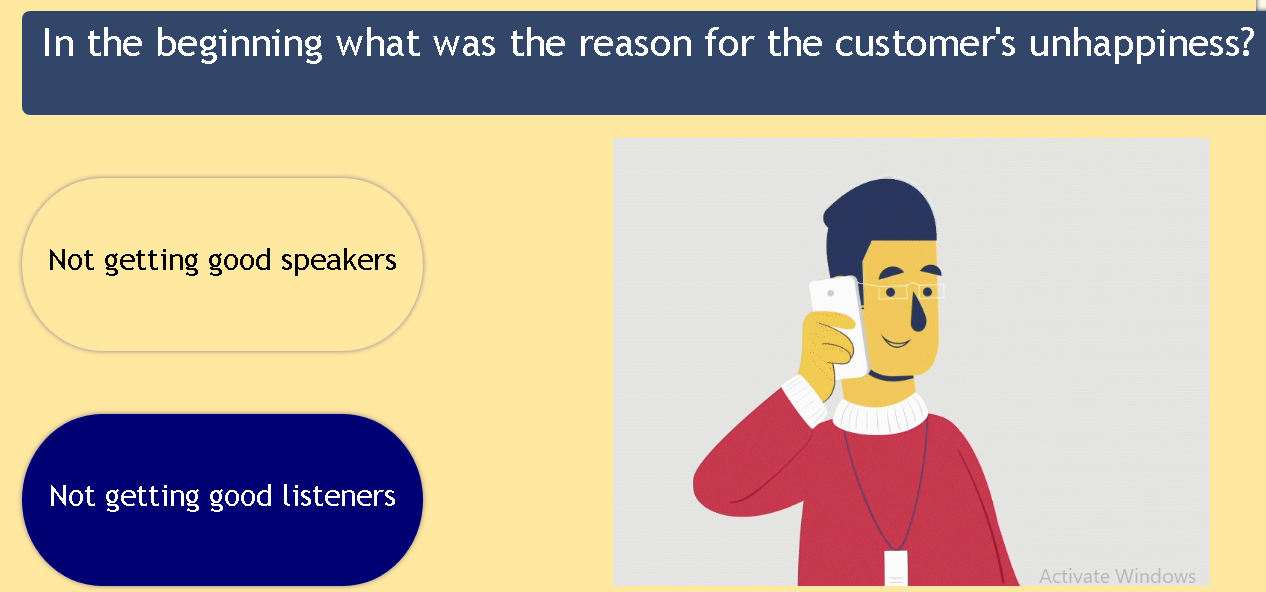 In the beginning what was the reason for the customer's unhappiness?
Not getting good speakers
Not getting good listeners
Activate Windows